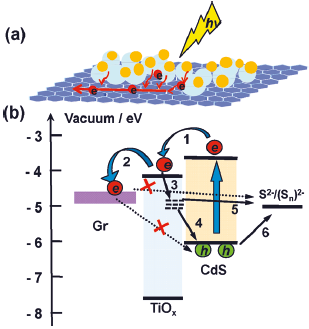 (a)
hν
e
e
e
e
(b)
Vacuum / eV
- 3
- 4
- 5
- 6
- 7
- 8
1
2
3
4
5
6
e
e
e
S²⁻/(Sₙ)²⁻
Gr
h h
CdS
TiOₓ